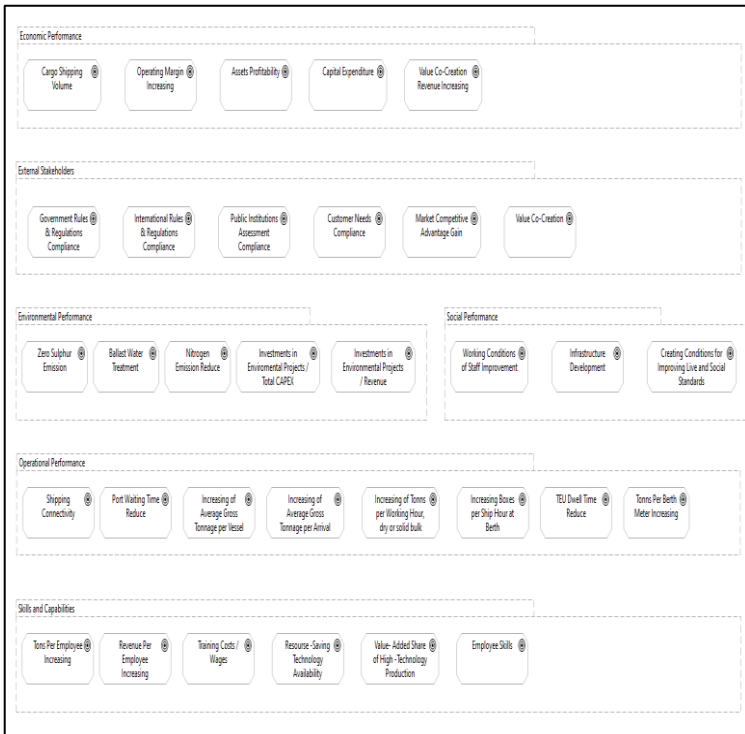 Economic Performance
Cargo Shipping
Volume
Operating Margin
Increasing
Assets Profitability
Capital Expenditure
Value Co-Creation
Revenue Increasing
External Stakeholders
Government Rules
& Regulations
Compliance
International Rules
& Regulations
Compliance
Public Institutions
Assessment
Compliance
Customer Needs
Compliance
Market Competitive
Advantage Gain
Value Co-Creation
Environmental Performance
Zero Sulphur
Emission
Ballast Water
Treatment
Nitrogen
Emission Reduce
Investments in
Enviromental Projects /
Total CAPEX
Investments in
Environmental Projects
/ Revenue
Social Performance
Working Conditions
of Staff Improvement
Infrastructure
Development
Creating Conditions for
Improving Live and Social
Standards
Operational Performance
Shipping
Connectivity
Port Waiting Time
Reduce
Increasing of
Average Gross
Tonnage per Vessel
Increasing of
Average Gross
Tonnage per Arrival
Increasing of Tonns
per Working Hour,
dry or solid bulk
Increasing Boxes
per Ship Hour at
Berth
TEU Dwell Time
Reduce
Tonns Per Berth
Meter Increasing
Skills and Capabilities
Tons Per Employee
Increasing
Revenue Per
Employee
Increasing
Training Costs /
Wages
Resourse -Saving
Technology
Availability
Value- Added Share
of High - Technology
Production
Employee Skills